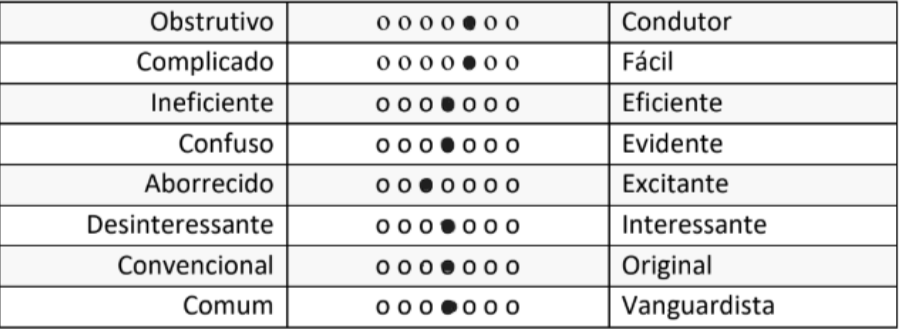 Obstrutivo o o o o ● o o Condutor
Complicado o o o o ● o o Fácil
Ineficiente o o o ● o o o Eficiente
Confuso o o o ● o o o Evidente
Aborrecido o o ● o o o o Excitante
Desinteressante o o o ● o o o Interessante
Convencional o o o ● o o o Original
Comum o o o ● o o o Vanguardista